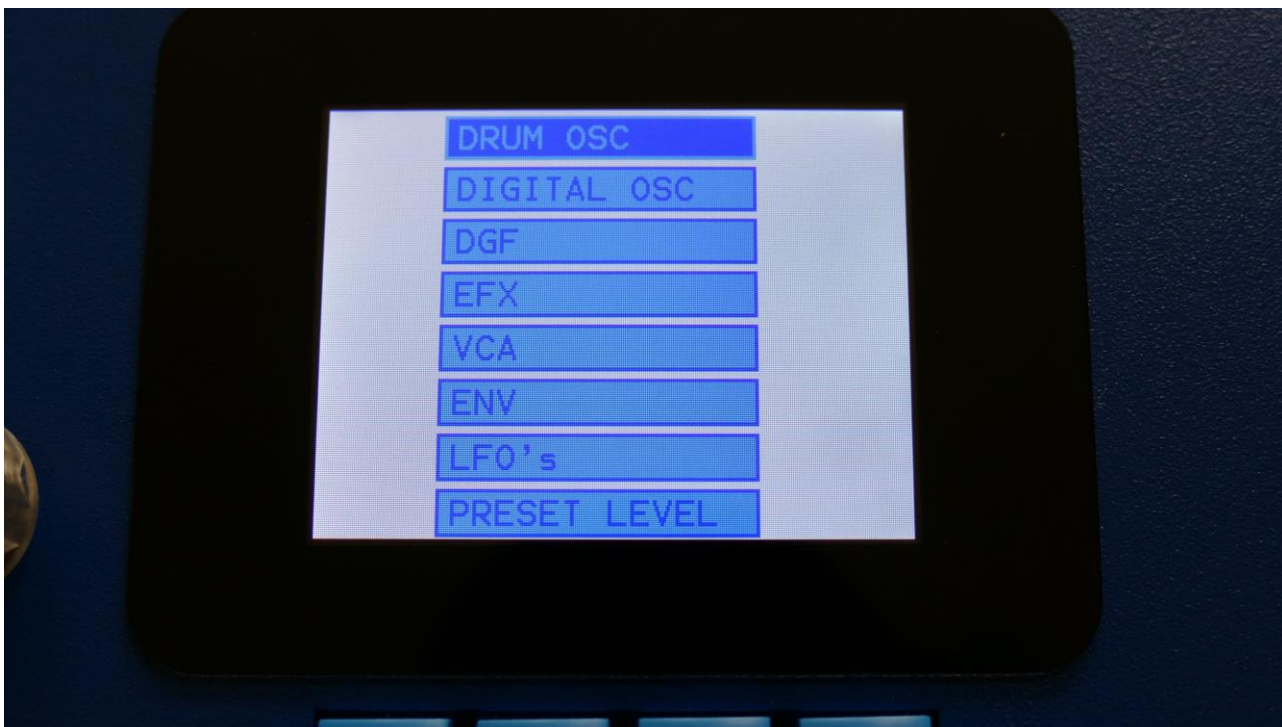 DRUM OSC
DIGITAL OSC
DGF
EFX
VCA
ENV
LFO's
PRESET LEVEL